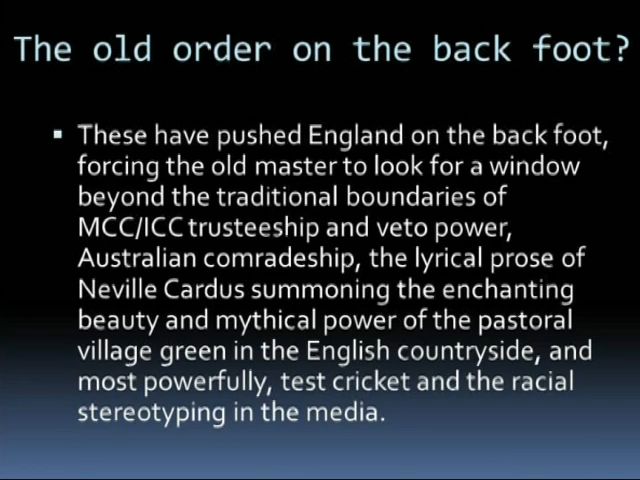 The old order on the back foot?
▪ These have pushed England on the back foot,
forcing the old master to look for a window
beyond the traditional boundaries of
MCC/ICC trusteeship and veto power,
Australian comradeship, the lyrical prose of
Neville Cardus summoning the enchanting
beauty and mythical power of the pastoral
village green in the English countryside, and
most powerfully, test cricket and the racial
stereotyping in the media.